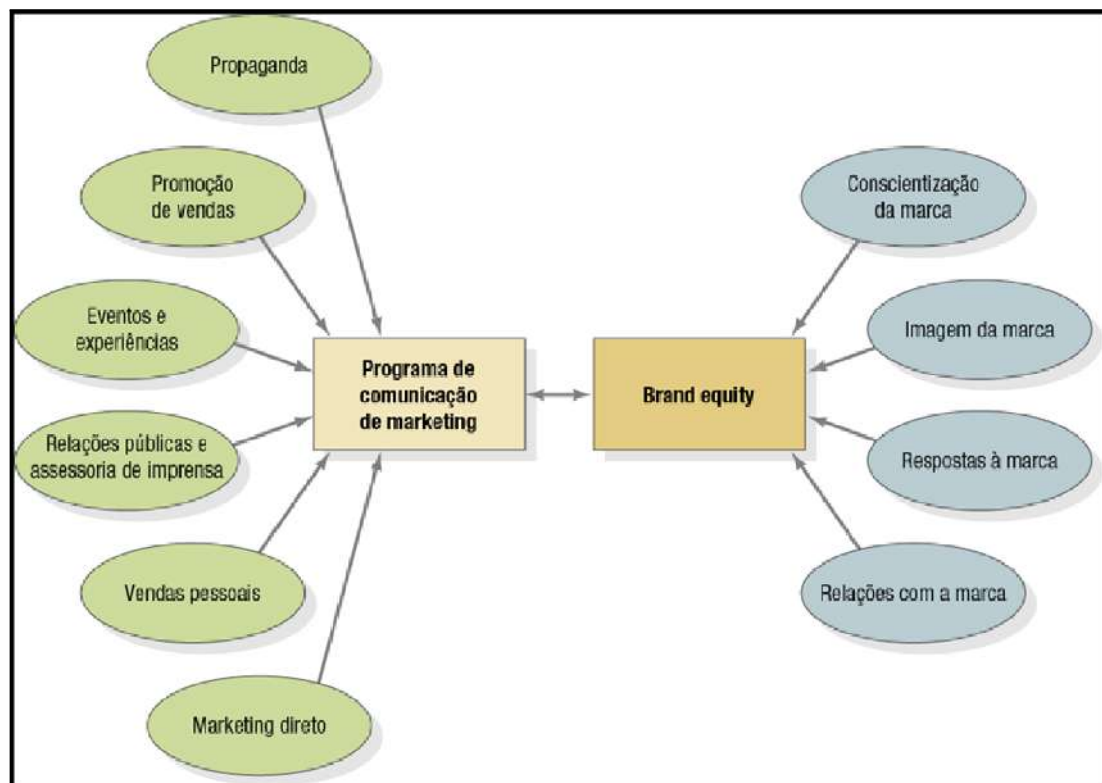 Propaganda
Promoção
de vendas
Eventos e
experiências
Relações públicas e
assessoria de imprensa
Vendas pessoais
Marketing direto
Programa de
comunicação
de marketing
Brand equity
Conscientização
da marca
Imagem da marca
Respostas à marca
Relações com a marca